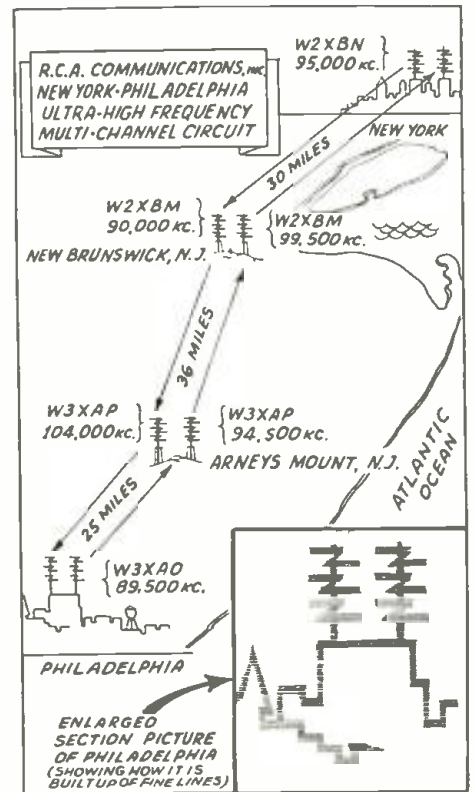 R.C.A. COMMUNICATIONS, INC.
NEW YORK-PHILADELPHIA
ULTRA-HIGH FREQUENCY
MULTI-CHANNEL CIRCUIT
W2XBN
95,000 KC.
NEW YORK
30 MILES
W2XBM
90,000 KC.
W2XBM
99,500 KC.
NEW BRUNSWICK, N.J.
36 MILES
W3XAP
104,000 KC.
W3XAP
94,500 KC.
ARNEYS MOUNT, N.J.
ATLANTIC
OCEAN
25 MILES
W3XAO
89,500 KC.
PHILADELPHIA
ENLARGED
SECTION PICTURE
OF PHILADELPHIA
(SHOWING HOW IT IS
BUILT UP OF FINE LINES)